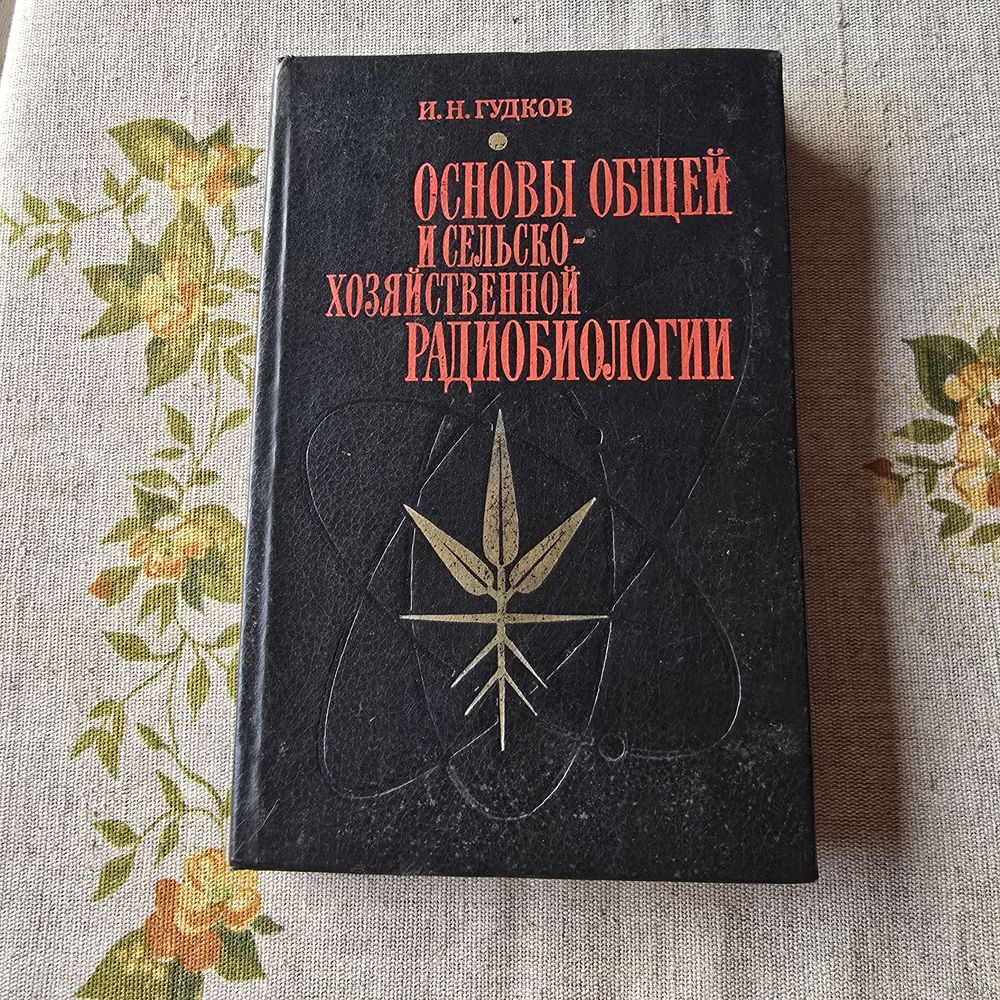 И. Н. ГУДКОВ
ОСНОВЫ ОБЩЕЙ
И СЕЛЬСКО-
ХОЗЯЙСТВЕННОЙ
РАДИОБИОЛОГИИ